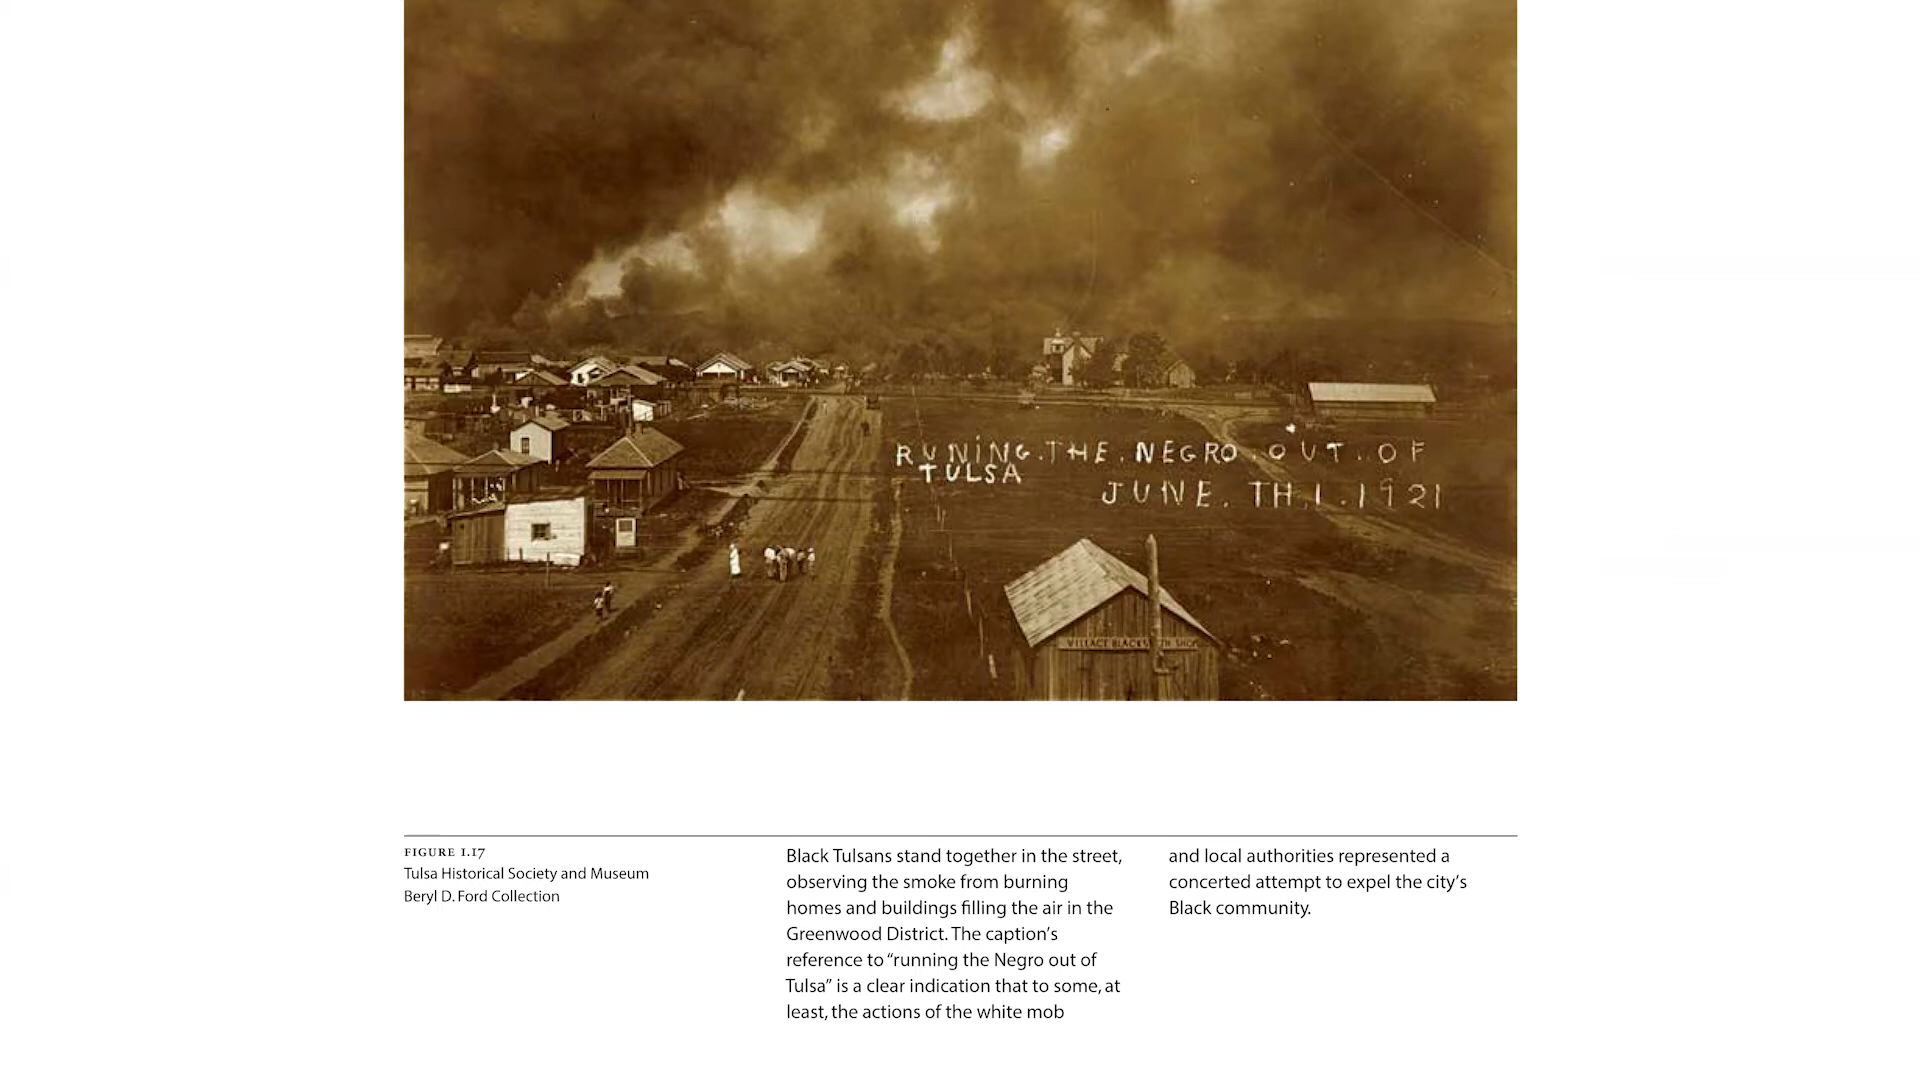 RUNING.THE.NEGRO.OUT.OF
TULSA
JUNE.TH.1.1921
VILLAGE BLACKS TH SHOP
FIGURE 1.17
Tulsa Historical Society and Museum
Beryl D. Ford Collection
Black Tulsans stand together in the street,
observing the smoke from burning
homes and buildings filling the air in the
Greenwood District. The caption’s
reference to “running the Negro out of
Tulsa” is a clear indication that to some, at
least, the actions of the white mob
and local authorities represented a
concerted attempt to expel the city’s
Black community.